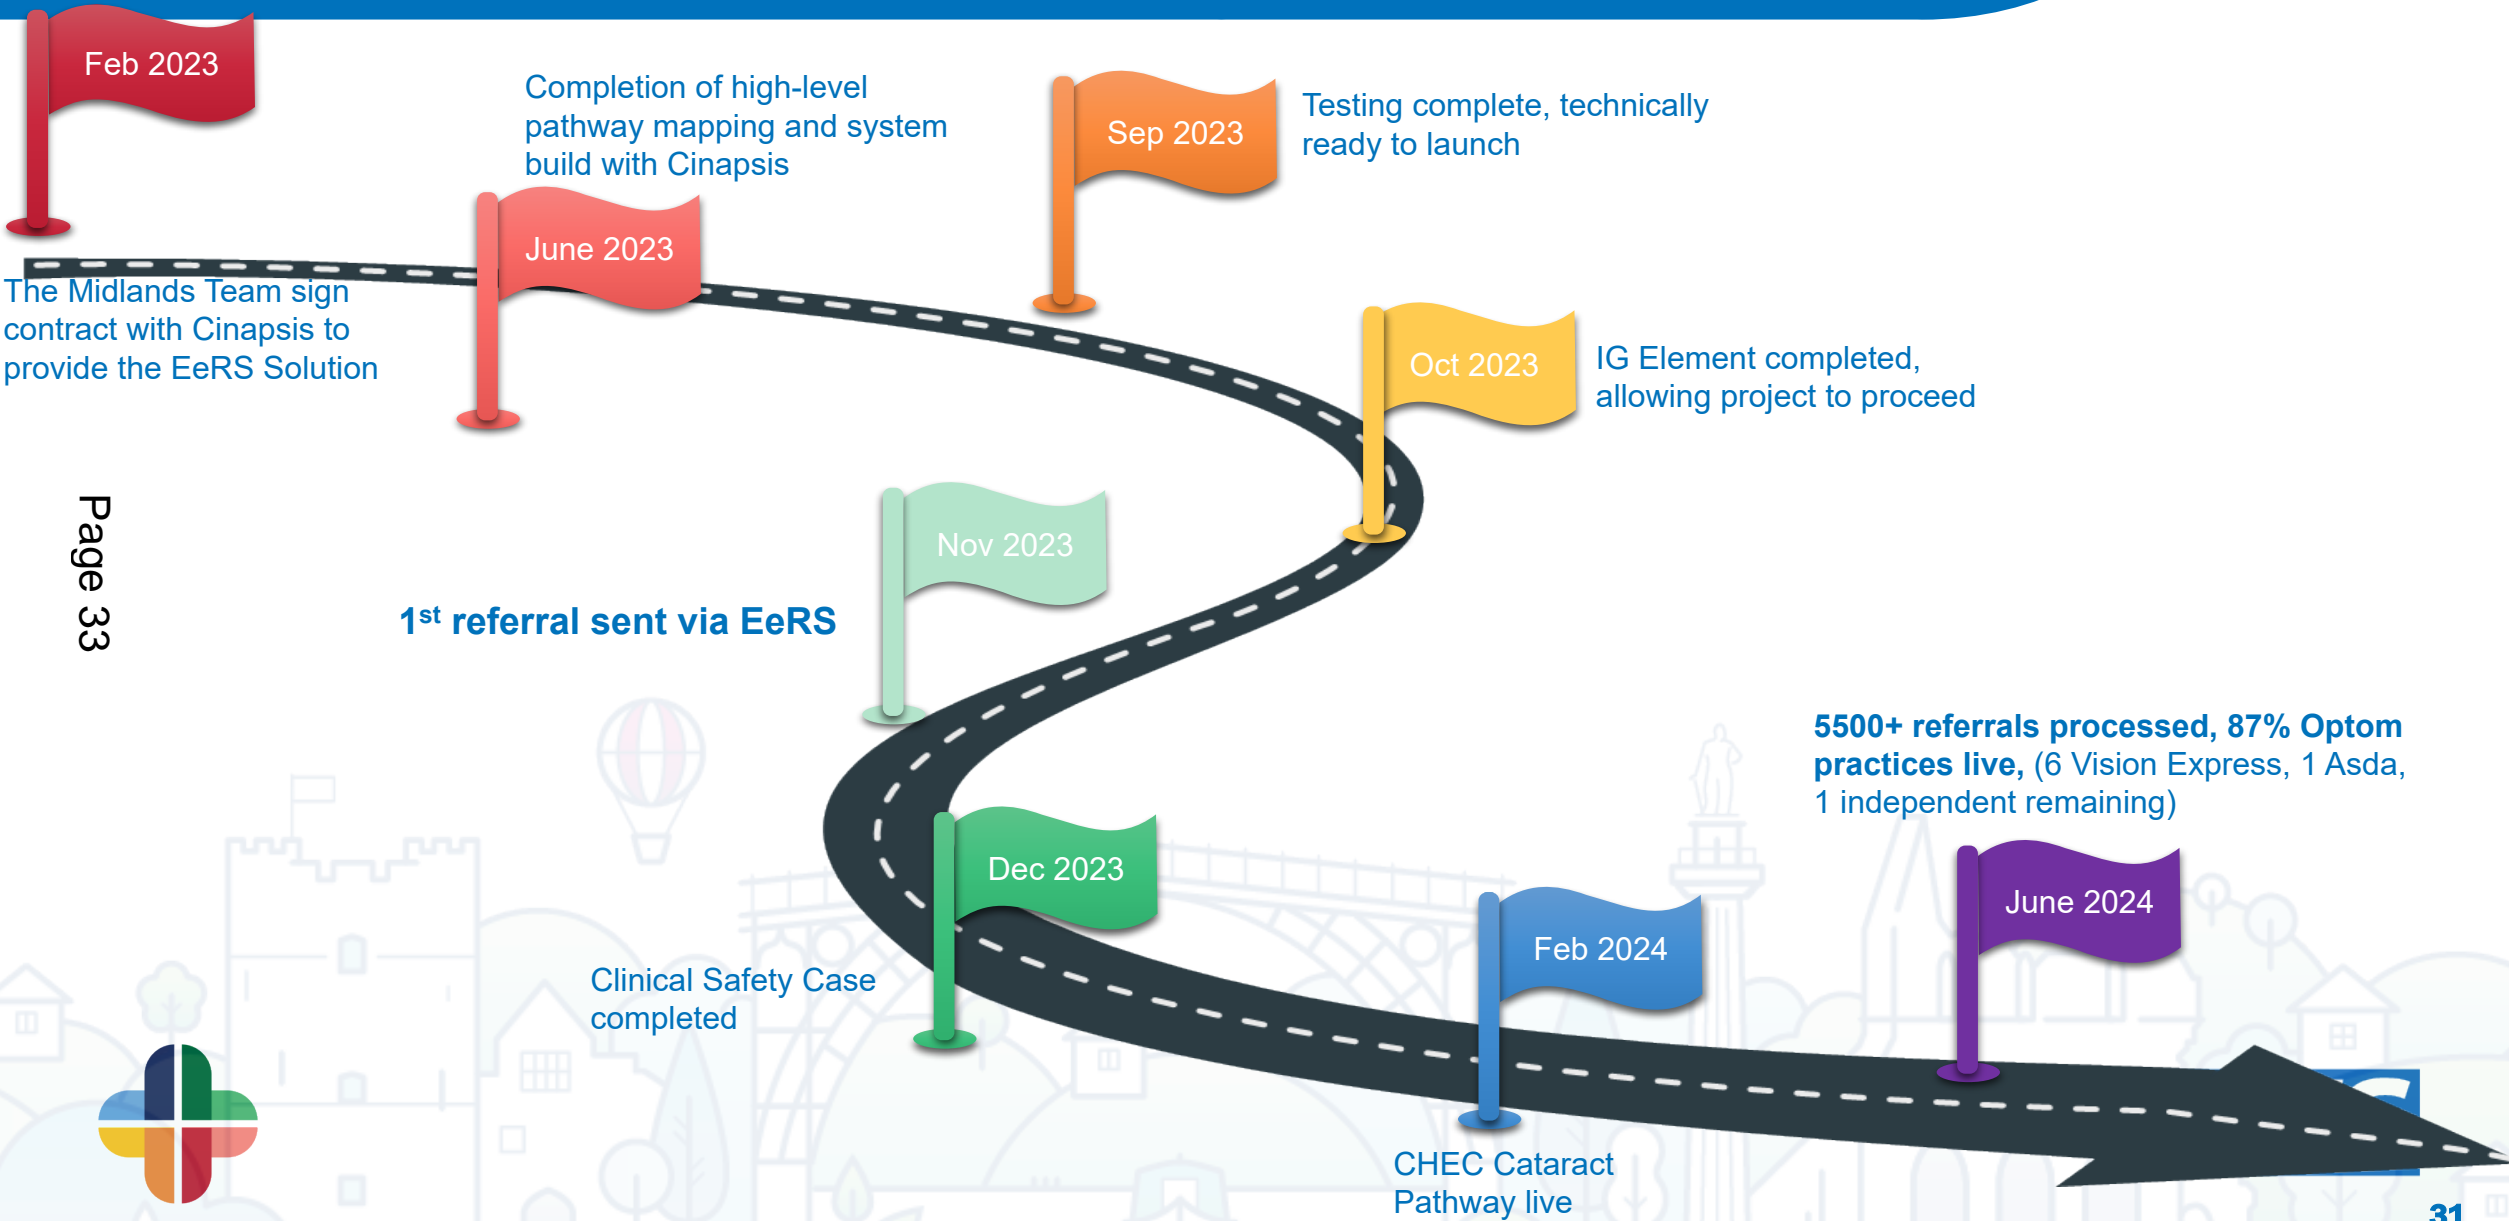 Feb 2023
The Midlands Team sign
contract with Cinapsis to
provide the EeRS Solution
Completion of high-level
pathway mapping and system
build with Cinapsis
June 2023
Sep 2023
Testing complete, technically
ready to launch
Oct 2023
IG Element completed,
allowing project to proceed
Page 33
Nov 2023
1st referral sent via EeRS
Dec 2023
Clinical Safety Case
completed
Feb 2024
CHEC Cataract
Pathway live
5500+ referrals processed, 87% Optom
practices live, (6 Vision Express, 1 Asda,
1 independent remaining)
June 2024
31